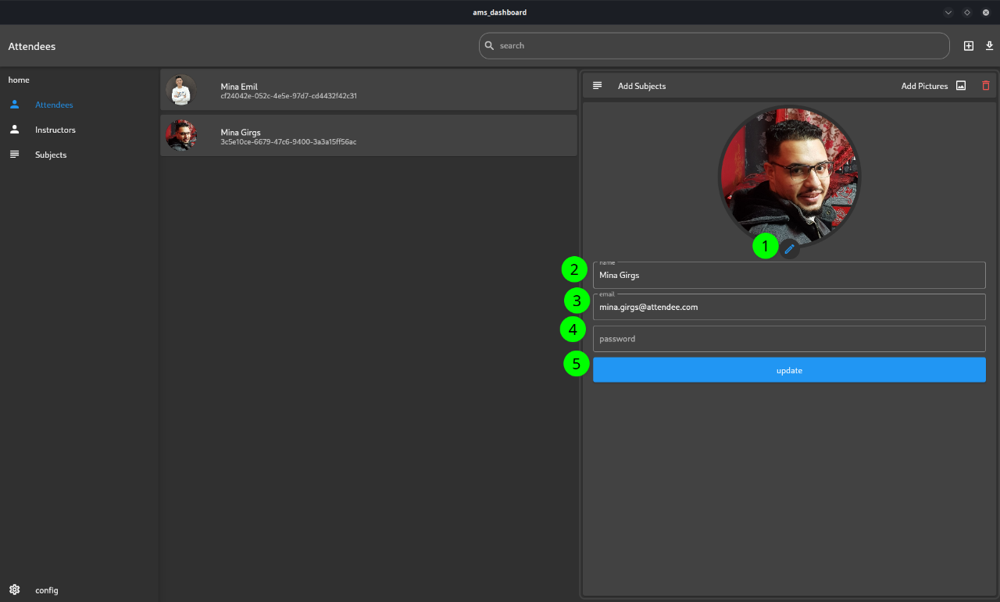 ams_dashboard
Attendees
search
home
Attendees
Instructors
Subjects
config
Mina Emil
cf24042e-052c-4e5e-97d7-cd4432f42c31
Mina Girgs
3c5e10ce-6679-47c6-9400-3a3a15ff56ac
Add Subjects
Add Pictures
1
2
name
Mina Girgs
3
email
mina.girgs@attendee.com
4
password
5
update